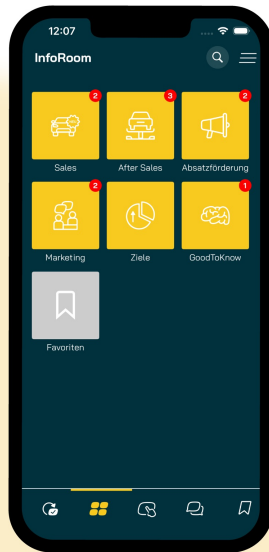 12:07
InfoRoom
2 3 2
Sales After Sales Absatzförderung
2 1
Marketing Ziele GoodToKnow
Favoriten